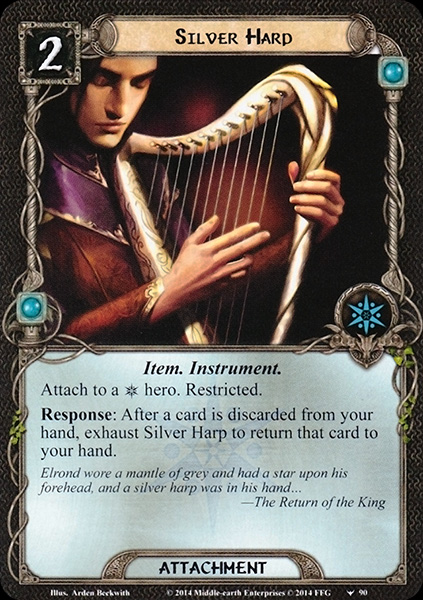 2
SILVER HARD
Item. Instrument.
Attach to a hero. Restricted.
Response: After a card is discarded from your
hand, exhaust Silver Harp to return that card to
your hand.
Elrond wore a mantle of grey and had a star upon his
forehead, and a silver harp was in his hand...
—The Return of the King
ATTACHMENT
Illus. Arden Beckwith © 2014 Middle-earth Enterprises © 2014 FFG 90